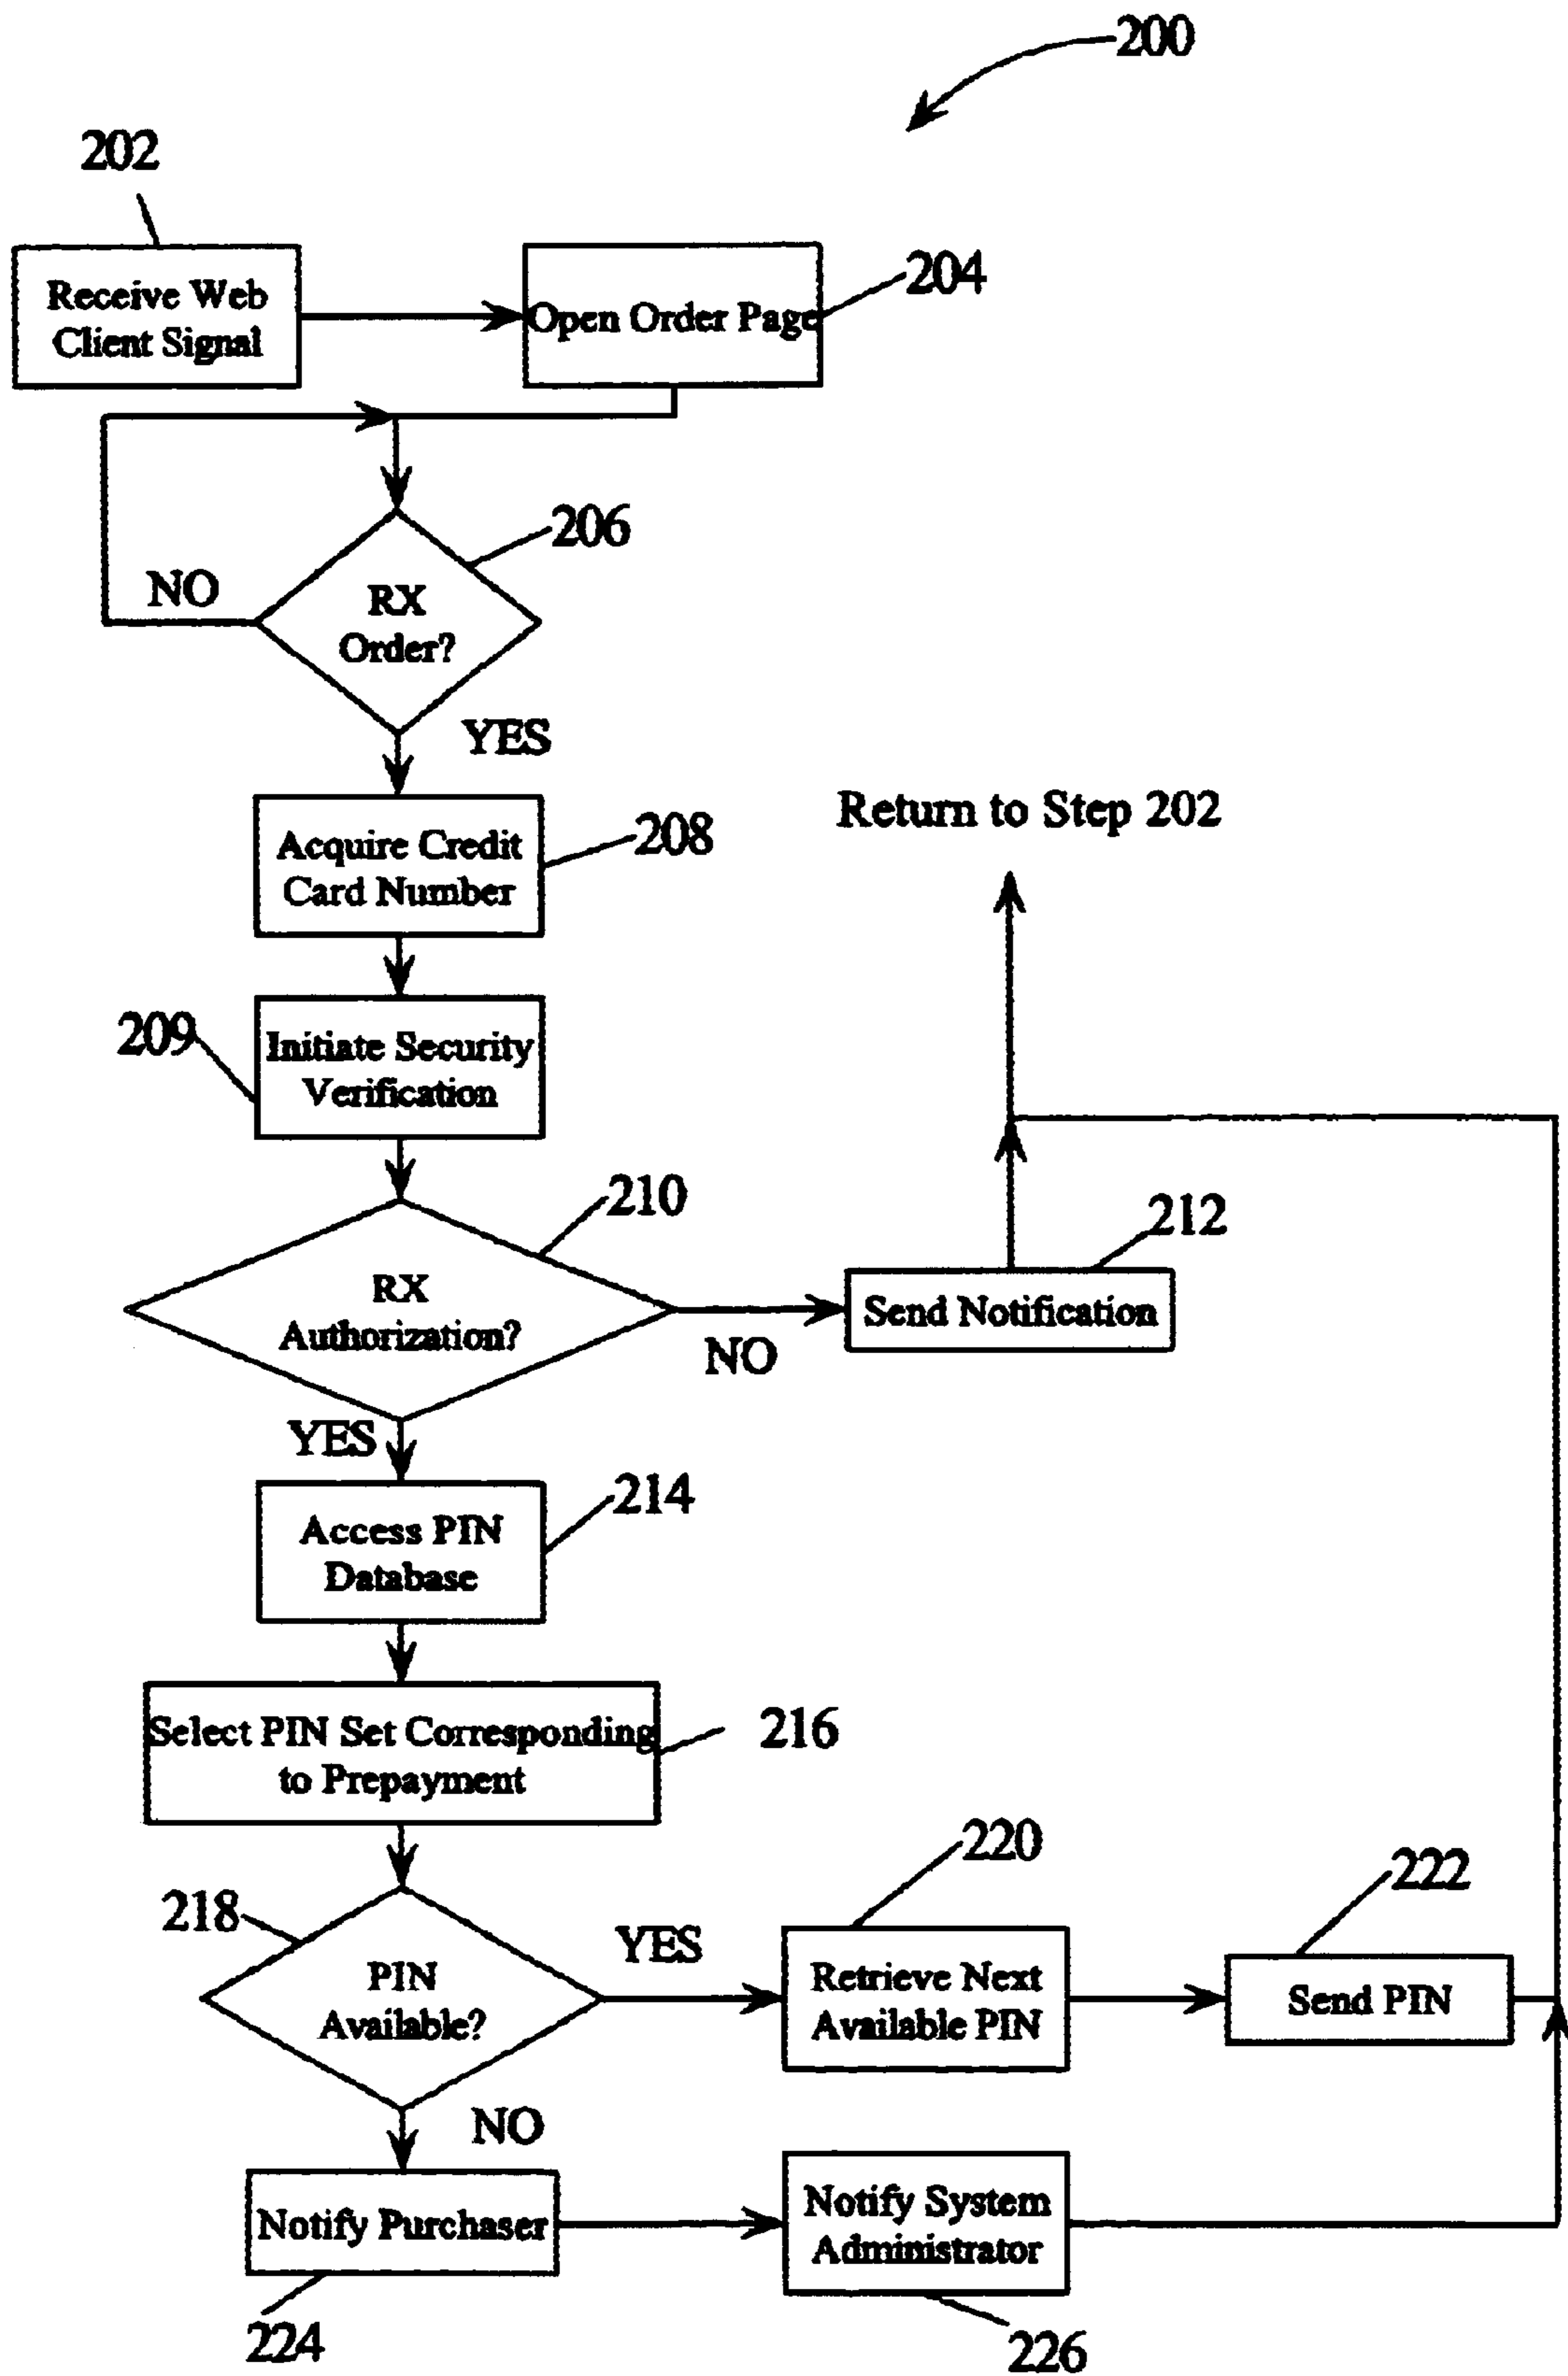 200
202
Receive Web
Client Signal
Open Order Page
204
206
NO
RX
Order?
YES
Acquire Credit
Card Number
208
Return to Step 202
209
Initiate Security
Verification
210
212
RX
Authorization?
NO
Send Notification
YES
Access PIN
Database
214
Select PIN Set Corresponding
to Prepayment
216
218
PIN
Available?
YES
220
Retrieve Next
Available PIN
222
Send PIN
NO
Notify Purchaser
224
Notify System
Administrator
226